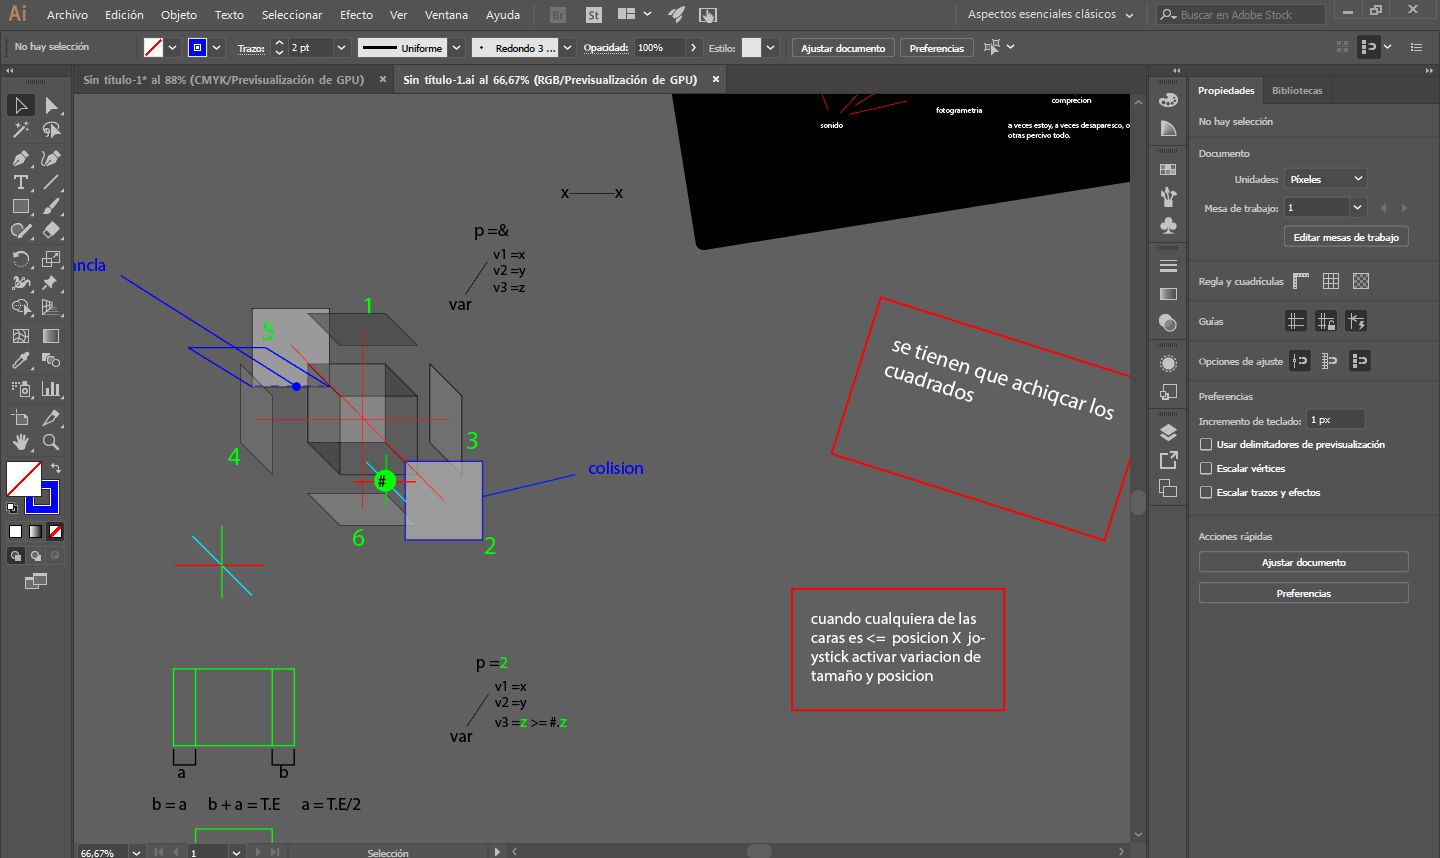 Ai Archivo Edición Objeto Texto Seleccionar Efecto Ver Ventana Ayuda Br St Aspectos esenciales clásicos Buscar en Adobe Stock
No hay selección Trazo: 2 pt Uniforme Redondo 3 ... Opacidad: 100% Estilo: Ajustar documento Preferencias
Sin título-1* al 88% (CMYK/Previsualización de GPU) × Sin título-1.ai al 66,67% (RGB/Previsualización de GPU) ×
comprecion
fotogrametria
sonido
a veces estoy, a veces desaparesco, o
otras percivo todo.
x x
p =&
v1 =x
v2 =y
v3 =z
var
ancla
1
5
3
4
colision
#
6
2
se tienen que achiqcar los
cuadrados
cuando cualquiera de las
caras es <= posicion X jo-
ystick activar variacion de
tamaño y posicion
p =2
v1 =x
v2 =y
v3 =z >= #.z
var
a b
b = a b + a = T.E a = T.E/2
66,67% 1 Selección
Propiedades Bibliotecas
No hay selección
Documento
Unidades: Píxeles
Mesa de trabajo: 1
Editar mesas de trabajo
Regla y cuadrículas
Guías
Opciones de ajuste
Preferencias
Incremento de teclado: 1 px
Usar delimitadores de previsualización
Escalar vértices
Escalar trazos y efectos
Acciones rápidas
Ajustar documento
Preferencias